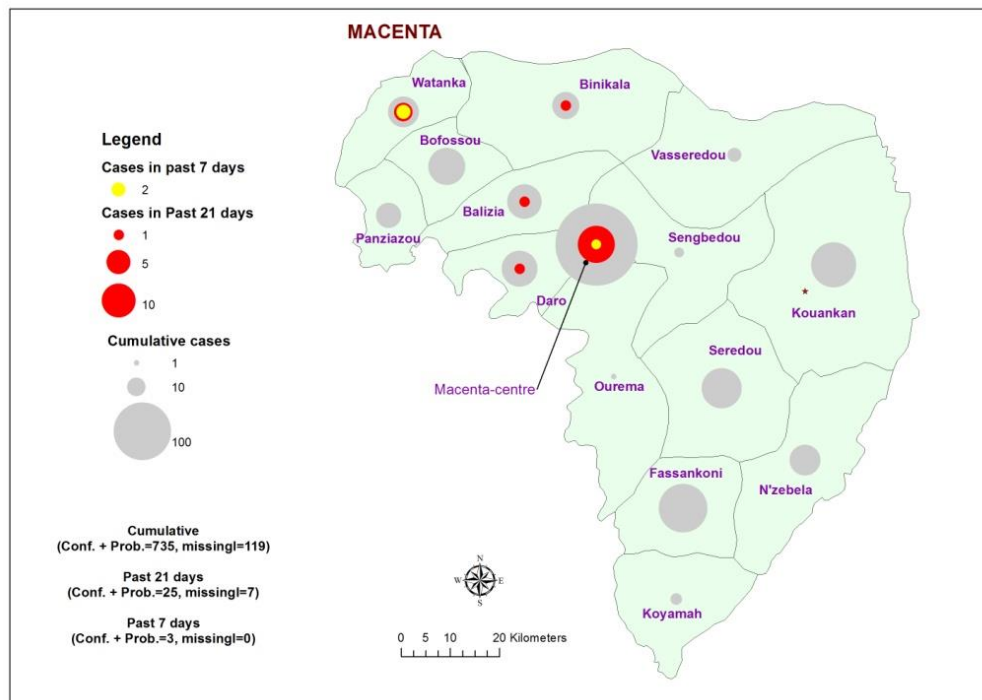 MACENTA
Watanka
Binikala
Legend
Bofossou
Vasseredou
Cases in past 7 days
2
Cases in Past 21 days
Balizia
1
Panziazou
Sengbedou
5
Daro
Kouankan
10
Cumulative cases
Seredou
1
10
Macenta-centre
Ourema
100
Fassankoni
N'zebela
Cumulative
(Conf. + Prob.=735, missingl=119)
Past 21 days
(Conf. + Prob.=25, missingl=7)
N
W E
S
Past 7 days
(Conf. + Prob.=3, missingl=0)
Koyamah
0 5 10 20 Kilometers